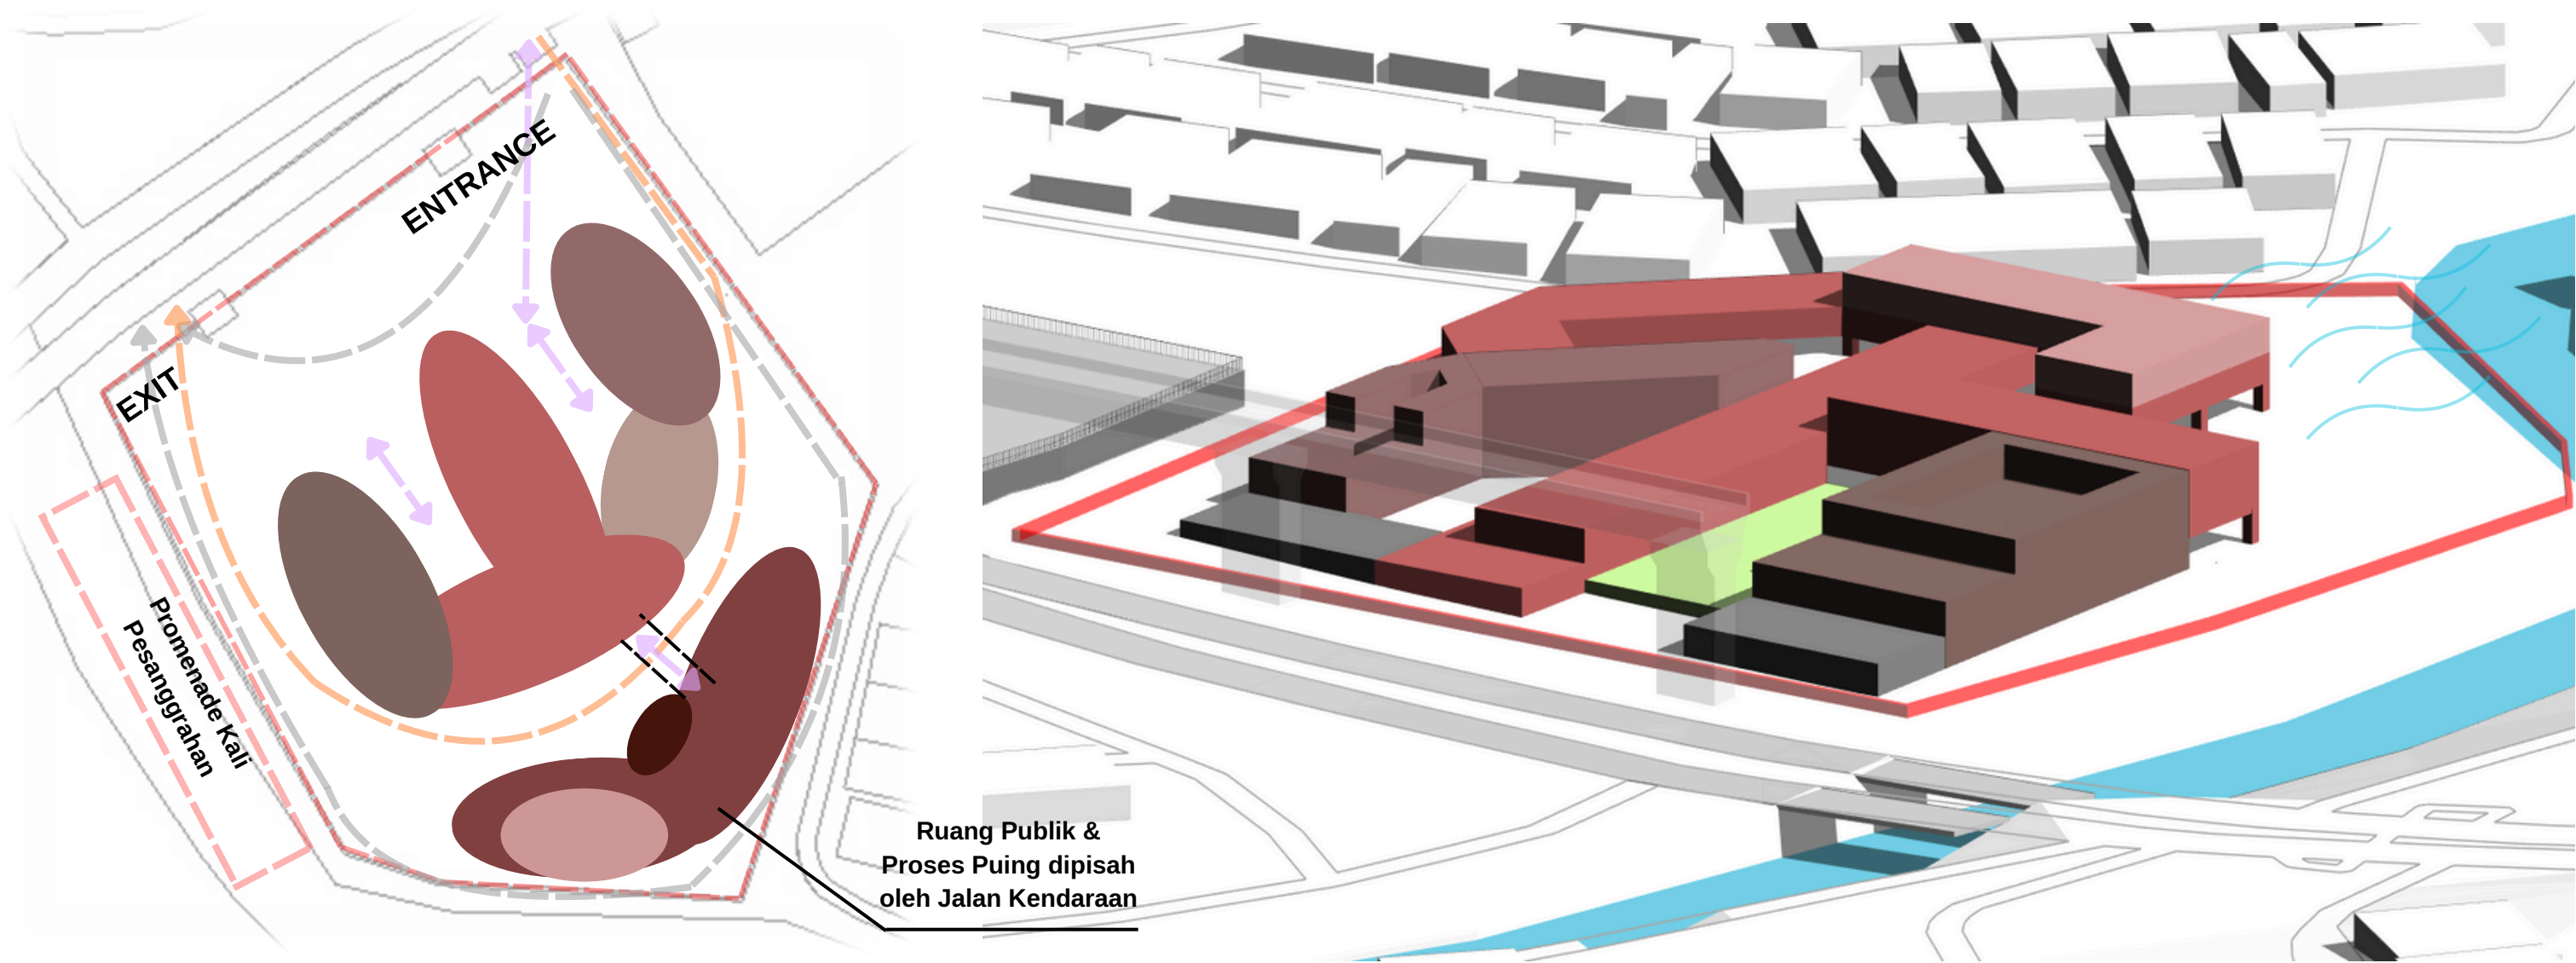 ENTRANCE
EXIT
Promenade Kali
Pesanggrahan
Ruang Publik &
Proses Puing dipisah
oleh Jalan Kendaraan